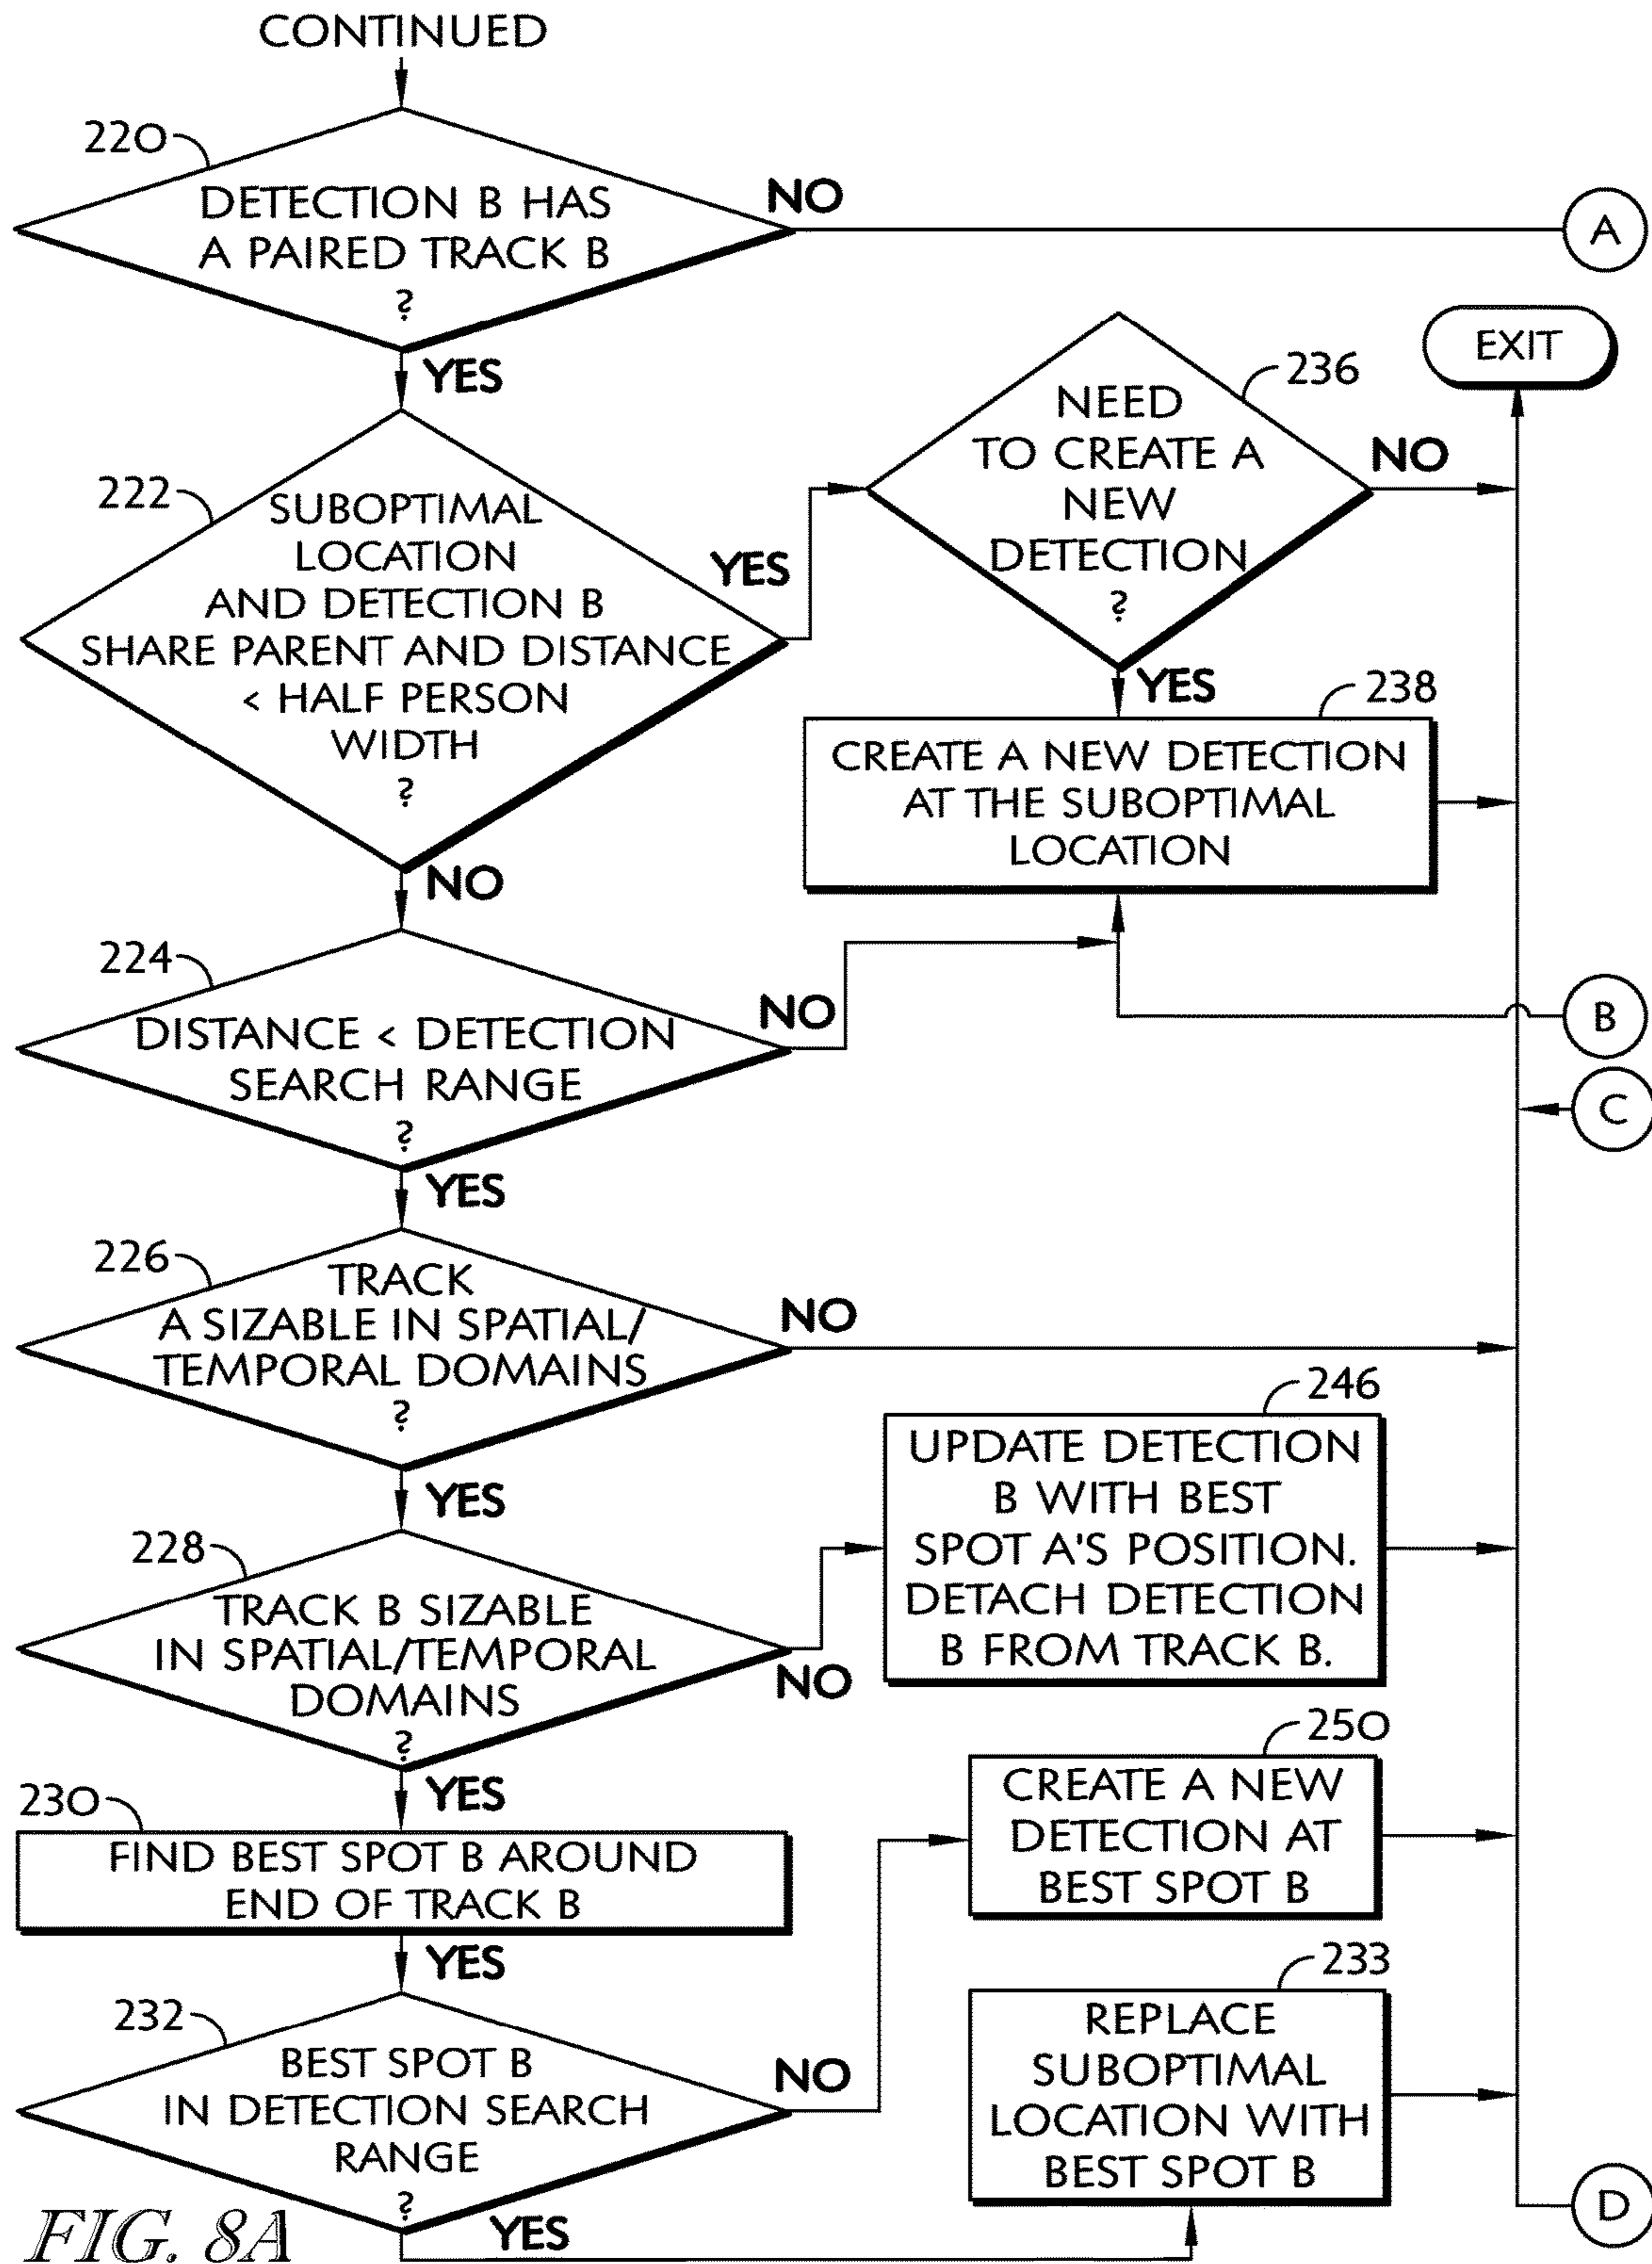 CONTINUED
220
DETECTION B HAS
A PAIRED TRACK B
?
NO
A
YES
EXIT
222
SUBOPTIMAL
LOCATION
AND DETECTION B
SHARE PARENT AND DISTANCE
< HALF PERSON
WIDTH
?
YES
NO
236
NEED
TO CREATE A
NEW
DETECTION
?
NO
YES
238
CREATE A NEW DETECTION
AT THE SUBOPTIMAL
LOCATION
224
DISTANCE < DETECTION
SEARCH RANGE
?
NO
YES
B
C
226
TRACK
A SIZABLE IN SPATIAL/
TEMPORAL DOMAINS
?
NO
YES
228
TRACK B SIZABLE
IN SPATIAL/TEMPORAL
DOMAINS
?
NO
YES
246
UPDATE DETECTION
B WITH BEST
SPOT A'S POSITION.
DETACH DETECTION
B FROM TRACK B.
230
FIND BEST SPOT B AROUND
END OF TRACK B
YES
250
CREATE A NEW
DETECTION AT
BEST SPOT B
232
BEST SPOT B
IN DETECTION SEARCH
RANGE
?
NO
YES
233
REPLACE
SUBOPTIMAL
LOCATION WITH
BEST SPOT B
D
FIG. 8A